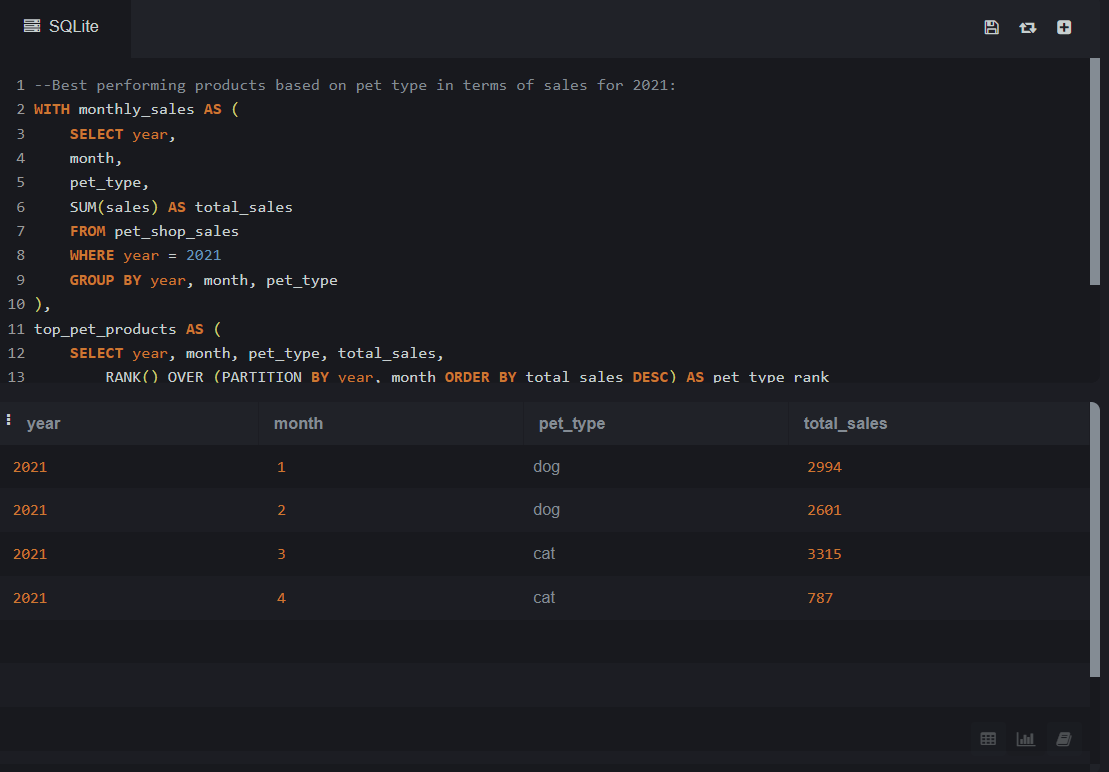 SQLite
1 --Best performing products based on pet type in terms of sales for 2021:
2 WITH monthly_sales AS (
3 SELECT year,
4 month,
5 pet_type,
6 SUM(sales) AS total_sales
7 FROM pet_shop_sales
8 WHERE year = 2021
9 GROUP BY year, month, pet_type
10 ),
11 top_pet_products AS (
12 SELECT year, month, pet_type, total_sales,
13 RANK() OVER (PARTITION BY year, month ORDER BY total_sales DESC) AS pet_type_rank
year month pet_type total_sales
2021 1 dog 2994
2021 2 dog 2601
2021 3 cat 3315
2021 4 cat 787